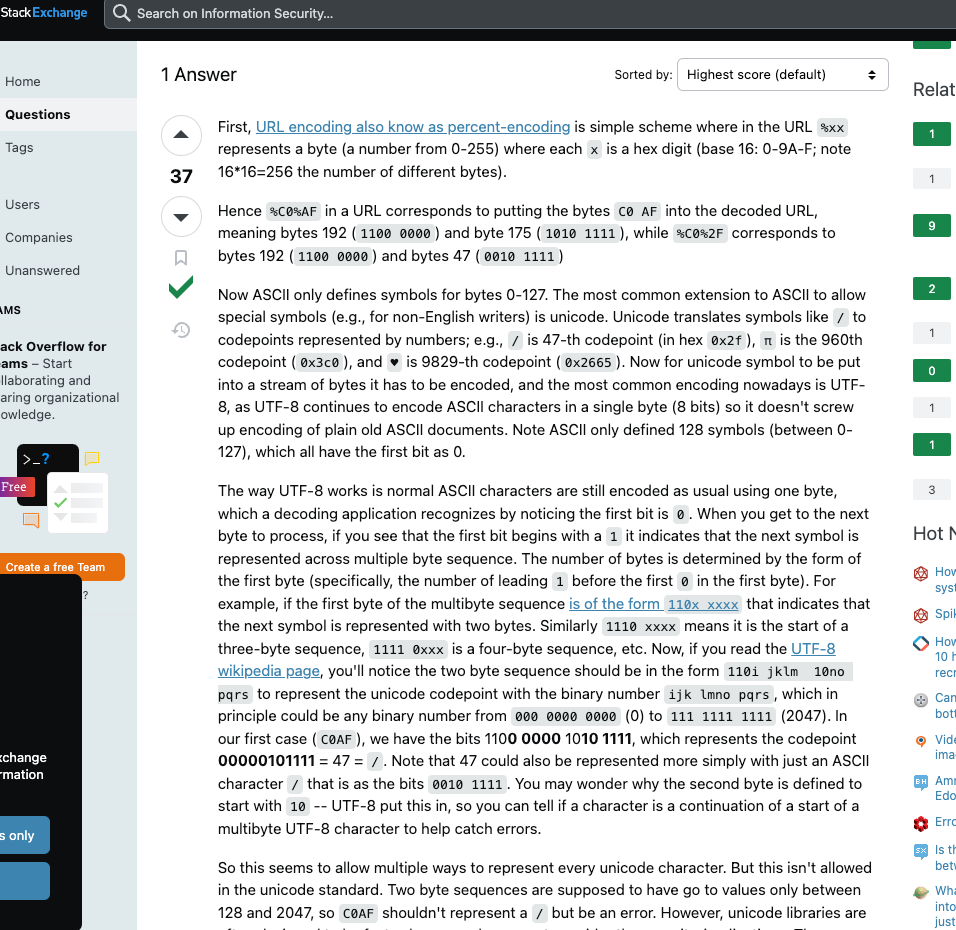 StackExchange
Search on Information Security...
Home
Questions
Tags
Users
Companies
Unanswered
AMS
ack Overflow for
eams – Start
llaborating and
aring organizational
owledge.
>_?
Free
Create a free Team
?
xchange
rmation
s only
1 Answer
Sorted by:
Highest score (default)
37
First, URL encoding also know as percent-encoding is simple scheme where in the URL %xx
represents a byte (a number from 0-255) where each x is a hex digit (base 16: 0-9A-F; note
16*16=256 the number of different bytes).
Hence %C0%AF in a URL corresponds to putting the bytes C0 AF into the decoded URL,
meaning bytes 192 (1100 0000) and byte 175 (1010 1111), while %C0%2F corresponds to
bytes 192 (1100 0000) and bytes 47 (0010 1111)
Now ASCII only defines symbols for bytes 0-127. The most common extension to ASCII to allow
special symbols (e.g., for non-English writers) is unicode. Unicode translates symbols like / to
codepoints represented by numbers; e.g., / is 47-th codepoint (in hex 0x2f), π is the 960th
codepoint (0x3c0), and ♥ is 9829-th codepoint (0x2665). Now for unicode symbol to be put
into a stream of bytes it has to be encoded, and the most common encoding nowadays is UTF-
8, as UTF-8 continues to encode ASCII characters in a single byte (8 bits) so it doesn't screw
up encoding of plain old ASCII documents. Note ASCII only defined 128 symbols (between 0-
127), which all have the first bit as 0.
The way UTF-8 works is normal ASCII characters are still encoded as usual using one byte,
which a decoding application recognizes by noticing the first bit is 0. When you get to the next
byte to process, if you see that the first bit begins with a 1 it indicates that the next symbol is
represented across multiple byte sequence. The number of bytes is determined by the form of
the first byte (specifically, the number of leading 1 before the first 0 in the first byte). For
example, if the first byte of the multibyte sequence is of the form 110x xxxx that indicates that
the next symbol is represented with two bytes. Similarly 1110 xxxx means it is the start of a
three-byte sequence, 1111 0xxx is a four-byte sequence, etc. Now, if you read the UTF-8
wikipedia page, you'll notice the two byte sequence should be in the form 110i jklm 10no
pqrs to represent the unicode codepoint with the binary number ijk lmno pqrs, which in
principle could be any binary number from 000 0000 0000 (0) to 111 1111 1111 (2047). In
our first case (C0AF), we have the bits 1100 0000 1010 1111, which represents the codepoint
00000101111 = 47 = /. Note that 47 could also be represented more simply with just an ASCII
character / that is as the bits 0010 1111. You may wonder why the second byte is defined to
start with 10 -- UTF-8 put this in, so you can tell if a character is a continuation of a start of a
multibyte UTF-8 character to help catch errors.
So this seems to allow multiple ways to represent every unicode character. But this isn't allowed
in the unicode standard. Two byte sequences are supposed to have go to values only between
128 and 2047, so C0AF shouldn't represent a / but be an error. However, unicode libraries are
Relat
1
1
9
2
1
0
1
1
3
Hot N
How
syst
Spik
How
10 h
recr
Can
bott
Vide
ima
BH
Amr
Edo
Erro
SX
Is th
betw
Wha
into
just